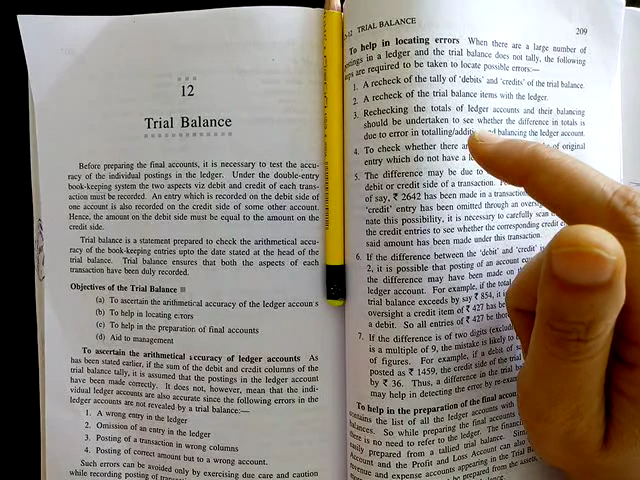 12
Trial Balance
Before preparing the final accounts, it is necessary to test the accu-
racy of the individual postings in the ledger. Under the double-entry
book-keeping system the two aspects viz debit and credit of each trans-
action must be recorded. An entry which is recorded on the debit side
of one account is also recorded on the credit side of some other account.
Hence, the amount on the debit side must be equal to the amount on the
credit side.
Trial balance is a statement prepared to check the arithmetical accu-
racy of the book-keeping entries upto the date stated at the head of the
trial balance. Trial balance ensures that both the aspects of each
transaction have been duly recorded.
Objectives of the Trial Balance
(a) To ascertain the arithmetical accuracy of the ledger accoun s
(b) To help in locating errors
(c) To help in the preparation of final accounts
(d) Aid to management
To ascertain the arithmetical accuracy of ledger accounts As
has been stated earlier, if the sum of the debit and credit columns of the
trial balance tally, it is assumed that the postings in the ledger account
have been made correctly. It does not, however, mean that the indi-
vidual ledger accounts are also accurate since the following errors in the
ledger accounts are not revealed by a trial balance:—
1. A wrong entry in the ledger
2. Omission of an entry in the ledger
3. Posting of a transaction in wrong columns
4. Posting of correct amount but to a wrong account.
Such errors can be avoided only by exercising due care and caution
while recording posting of
TRIAL BALANCE
209
To help in locating errors When there are a large number of
postings in a ledger and the trial balance does not tally, the following
steps are required to be taken to locate possible errors:—
1. A recheck of the tally of 'debits' and 'credits' of the trial balance.
2. A recheck of the trial balance items with the ledger.
3. Rechecking the totals of ledger accounts and their balancing
should be undertaken to see whether the difference in totals is
due to error in totalling/additi balancing the ledger account.
4. To check whether there of original
entry which do not have a
5. The difference may be due to
debit or credit side of a transaction.
of say, ₹ 2642 has been made in a transaction
'credit' entry has been omitted through an oversight
nate this possibility, it is necessary to carefully scan
the credit entries to see whether the corresponding credit
said amount has been made under this transaction.
6. If the difference between the 'debit' and 'credit'
2, it is possible that posting of an account
the difference may have been made on
ledger account. For example, if the total
trial balance exceeds by say ₹ 854, it
oversight a credit item of ₹ 427 has be
a debit. So all entries of ₹ 427 be
7. If the difference is of two digits
is a multiple of 9, the mistake is likely to
of figures. For example, if a debit of
posted as ₹ 1459, the credit side of the trial
by ₹ 36. Thus, a difference in the trial
may help in detecting the error by re-exam
To help in the preparation of the final accou
contains the list of all the ledger accounts with
balances. So while preparing the final accounts
there is no need to refer to the ledger. The financi
easily prepared from a tallied trial balance.
Account and the Profit and Loss Account can also
revenue and expense accounts appearing in the Trial
be prepared from the assets,